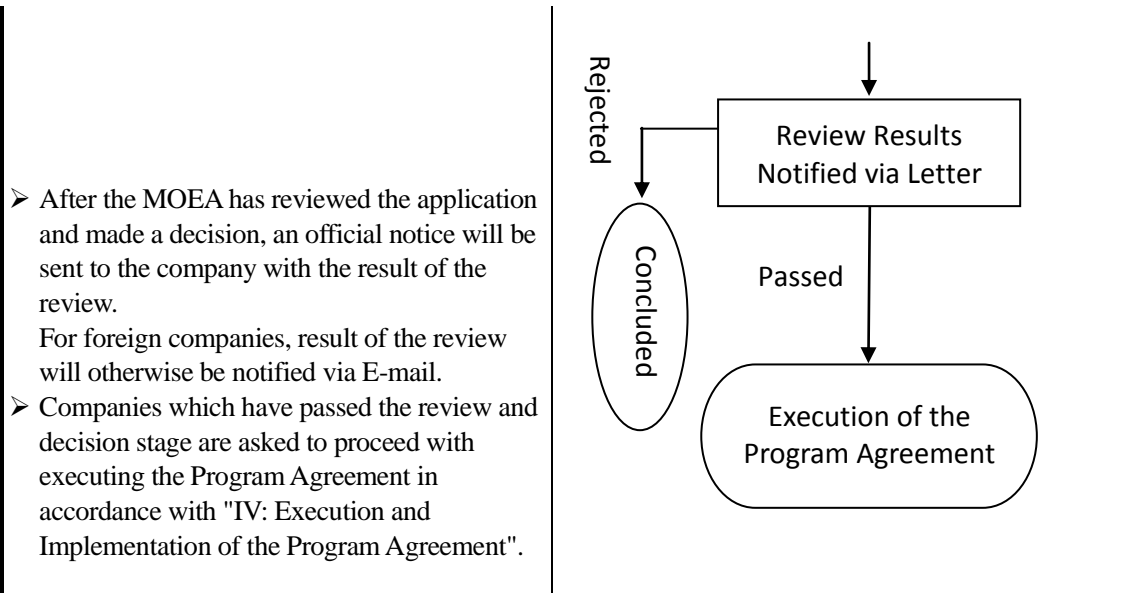 ➢ After the MOEA has reviewed the application
and made a decision, an official notice will be
sent to the company with the result of the
review.
For foreign companies, result of the review
will otherwise be notified via E-mail.
➢ Companies which have passed the review and
decision stage are asked to proceed with
executing the Program Agreement in
accordance with "IV: Execution and
Implementation of the Program Agreement".
Rejected
Review Results
Notified via Letter
Concluded
Passed
Execution of the
Program Agreement